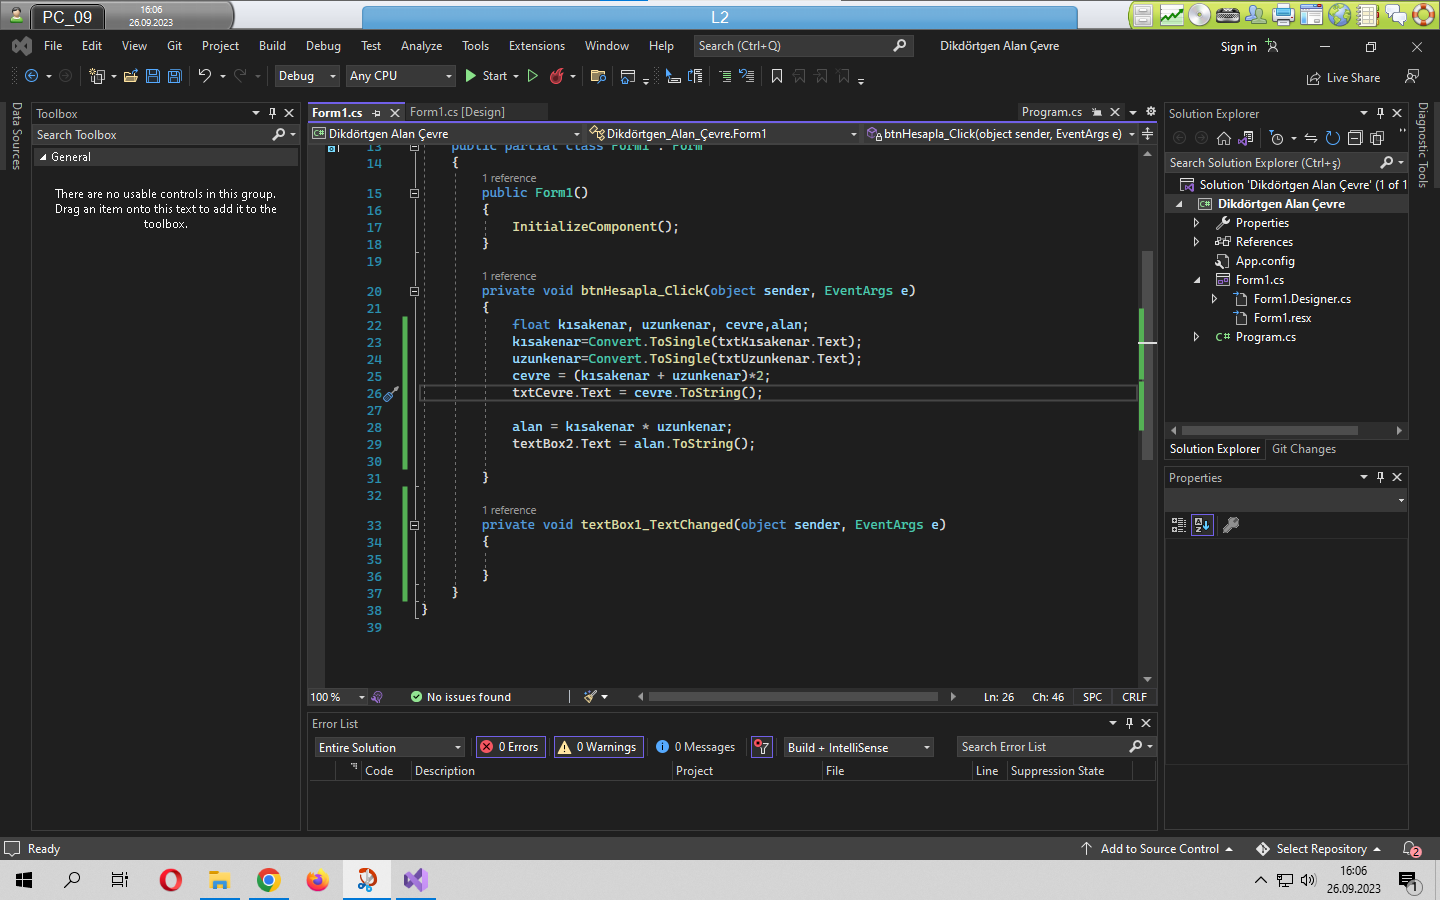 PC_09
16:06
26.09.2023
L2
File Edit View Git Project Build Debug Test Analyze Tools Extensions Window Help Search (Ctrl+Q) Dikdörtgen Alan Çevre Sign in
Debug Any CPU Start Live Share
Data Sources
Toolbox
Search Toolbox
General
There are no usable controls in this group.
Drag an item onto this text to add it to the
toolbox.
Form1.cs Form1.cs [Design] Program.cs
Dikdörtgen Alan Çevre Dikdörtgen_Alan_Çevre.Form1 btnHesapla_Click(object sender, EventArgs e)
13 public partial class Form1 : Form
14 {
1 reference
15 public Form1()
16 {
17 InitializeComponent();
18 }
19
1 reference
20 private void btnHesapla_Click(object sender, EventArgs e)
21 {
22 float kısakenar, uzunkenar, cevre,alan;
23 kısakenar=Convert.ToSingle(txtKısakenar.Text);
24 uzunkenar=Convert.ToSingle(txtUzunkenar.Text);
25 cevre = (kısakenar + uzunkenar)*2;
26 txtCevre.Text = cevre.ToString();
27
28 alan = kısakenar * uzunkenar;
29 textBox2.Text = alan.ToString();
30
31 }
32
1 reference
33 private void textBox1_TextChanged(object sender, EventArgs e)
34 {
35
36 }
37 }
38 }
39
100 % No issues found Ln: 26 Ch: 46 SPC CRLF
Error List
Entire Solution 0 Errors 0 Warnings 0 Messages Build + IntelliSense Search Error List
Code Description Project File Line Suppression State
Solution Explorer
Search Solution Explorer (Ctrl+ş)
Solution 'Dikdörtgen Alan Çevre' (1 of 1
Dikdörtgen Alan Çevre
Properties
References
App.config
Form1.cs
Form1.Designer.cs
Form1.resx
C# Program.cs
Solution Explorer Git Changes
Properties
Diagnostic Tools
Ready Add to Source Control Select Repository 2
16:06
26.09.2023
1